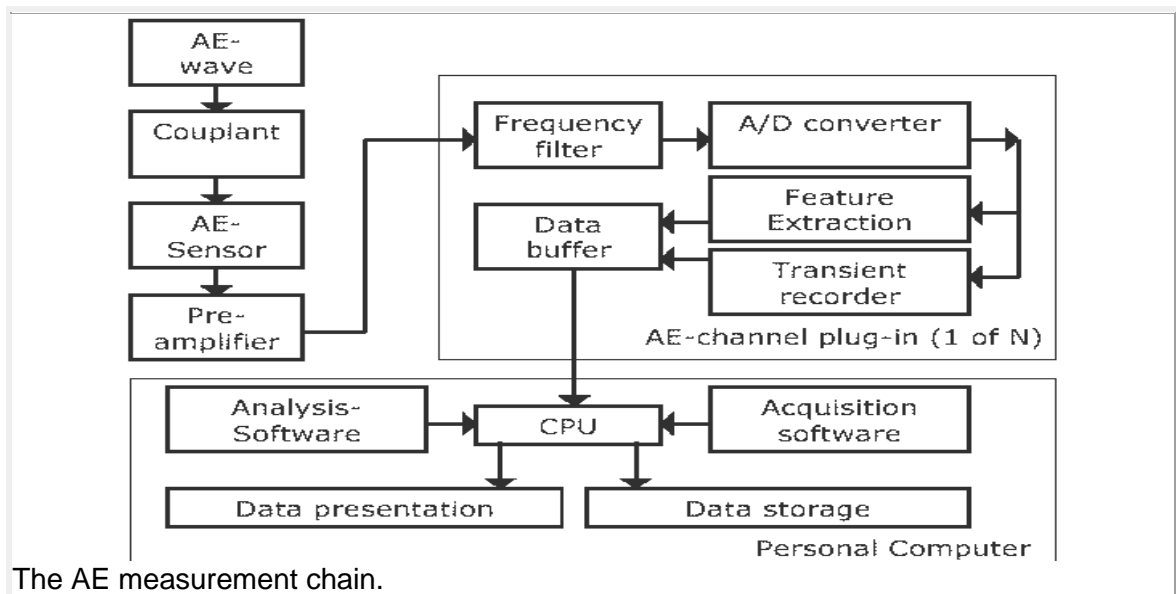 AE-
wave
Couplant
AE-
Sensor
Pre-
amplifier
Frequency
filter
A/D converter
Feature
Extraction
Transient
recorder
Data
buffer
AE-channel plug-in (1 of N)
Analysis-
Software
CPU
Acquisition
software
Data presentation
Data storage
Personal Computer
The AE measurement chain.